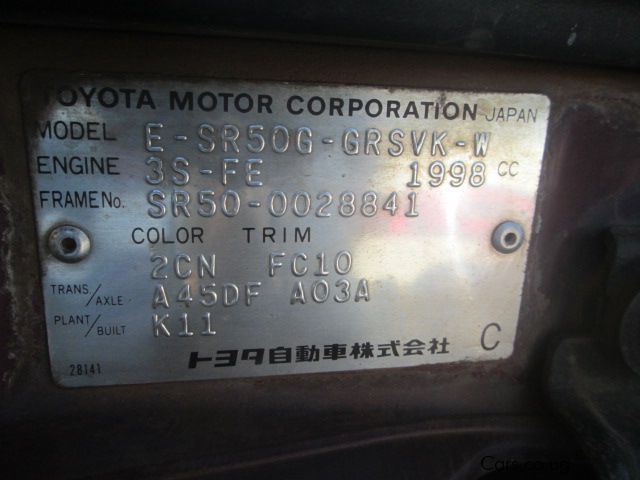 TOYOTA MOTOR CORPORATION JAPAN
MODEL E-SR50G-GRSVK-W
ENGINE 3S-FE 1998 CC
FRAME No. SR50-0028841
COLOR TRIM
2CN FC10
TRANS/AXLE A45DF A03A
PLANT/BUILT K11
トヨタ自動車株式会社 C
28141